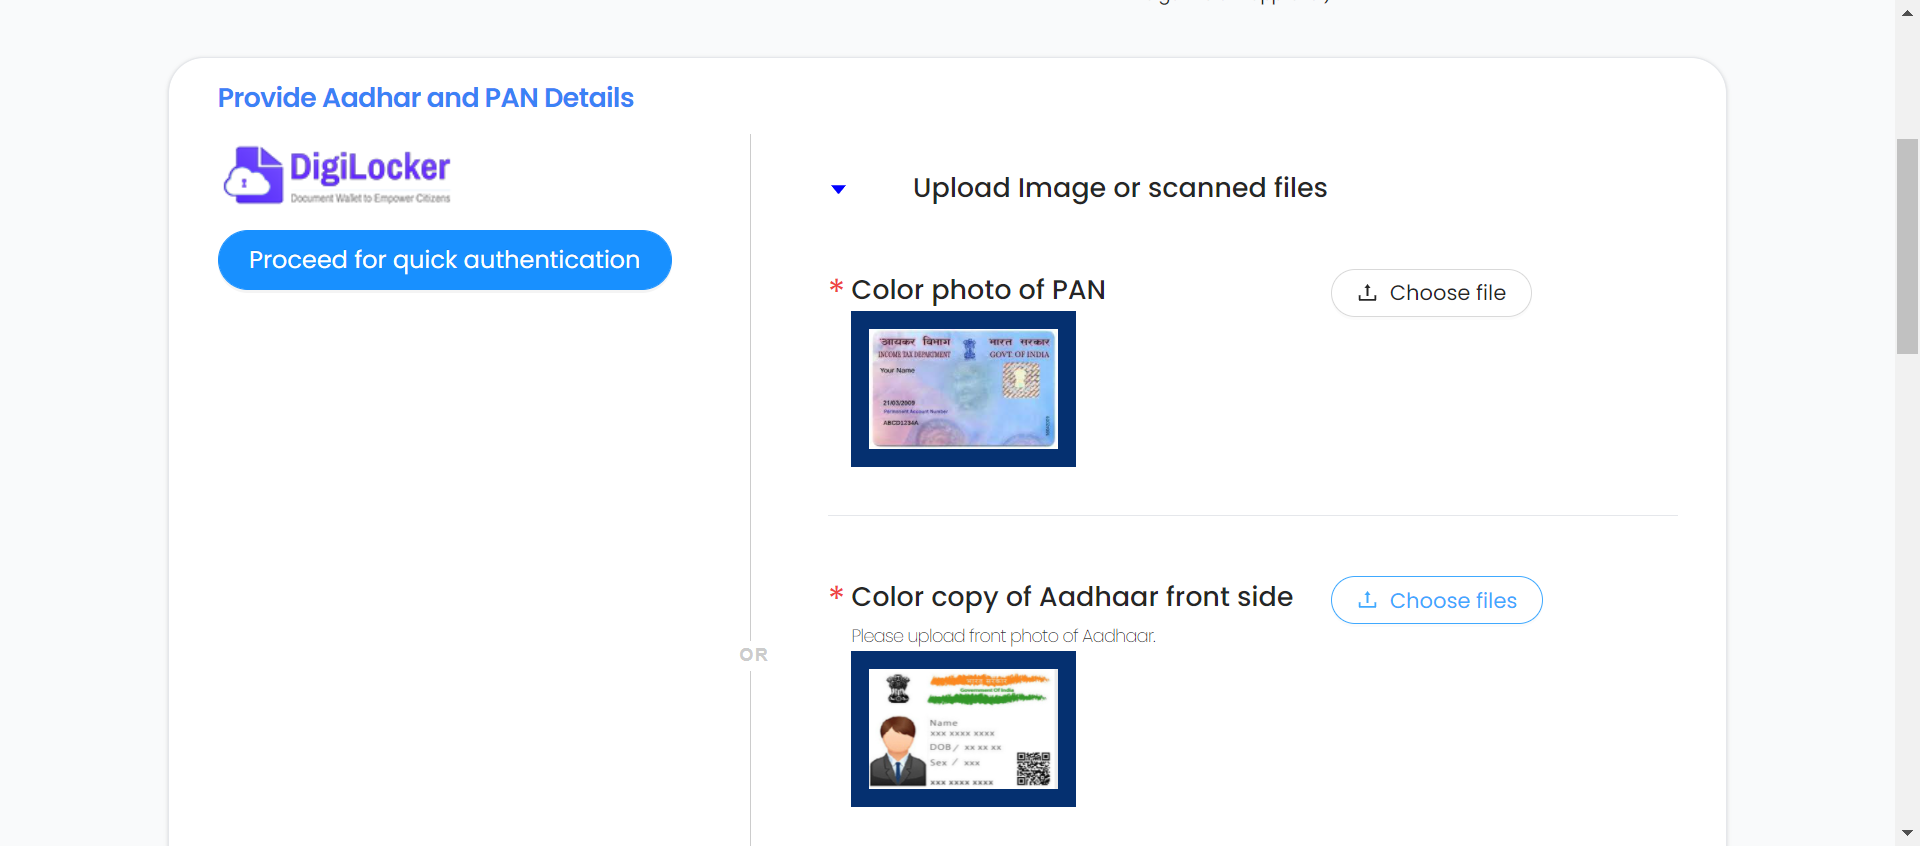 Provide Aadhar and PAN Details
DigiLocker
Document Wallet to Empower Citizens
Proceed for quick authentication
OR
Upload Image or scanned files
* Color photo of PAN
Choose file
आयकर विभाग
भारत सरकार
INCOME TAX DEPARTMENT
GOVT. OF INDIA
Your Name
21/03/2009
Permanent Account Number
ABCD1234A
* Color copy of Aadhaar front side
Choose files
Please upload front photo of Aadhaar.
भारत सरकार
Government Of India
Name
xxx xxxx xxxx
DOB / xx xx xx
Sex / xxx
xxx xxxx xxxx